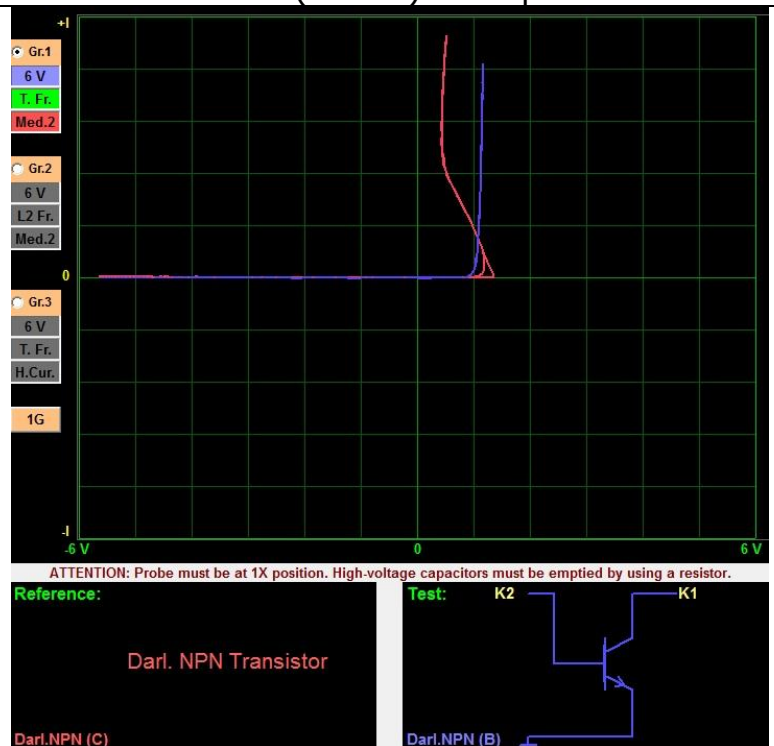 +I
Gr.1
6 V
T. Fr.
Med.2
Gr.2
6 V
L2 Fr.
Med.2
0
Gr.3
6 V
T. Fr.
H.Cur.
1G
-I
-6 V 0 6 V
ATTENTION: Probe must be at 1X position. High-voltage capacitors must be emptied by using a resistor.
Reference:
Darl. NPN Transistor
Darl.NPN (C)
Test:
K2 K1
Darl.NPN (B)